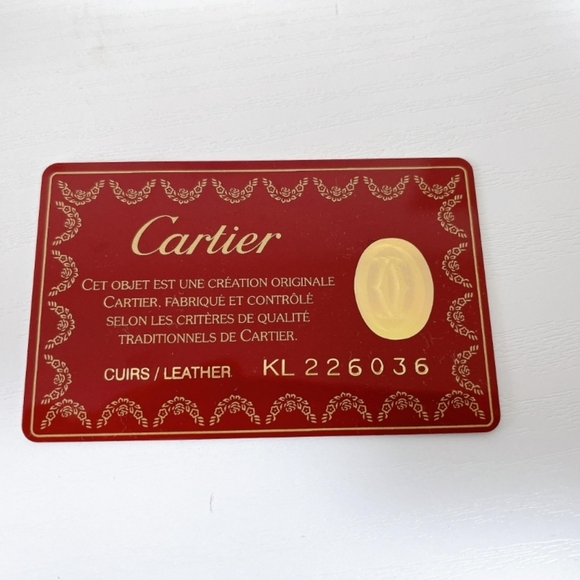 Cartier
CET OBJET EST UNE CRÉATION ORIGINALE
CARTIER, FABRIQUÉ ET CONTRÔLÉ
SELON LES CRITÈRES DE QUALITÉ
TRADITIONNELS DE CARTIER.
CUIRS / LEATHER KL 226036